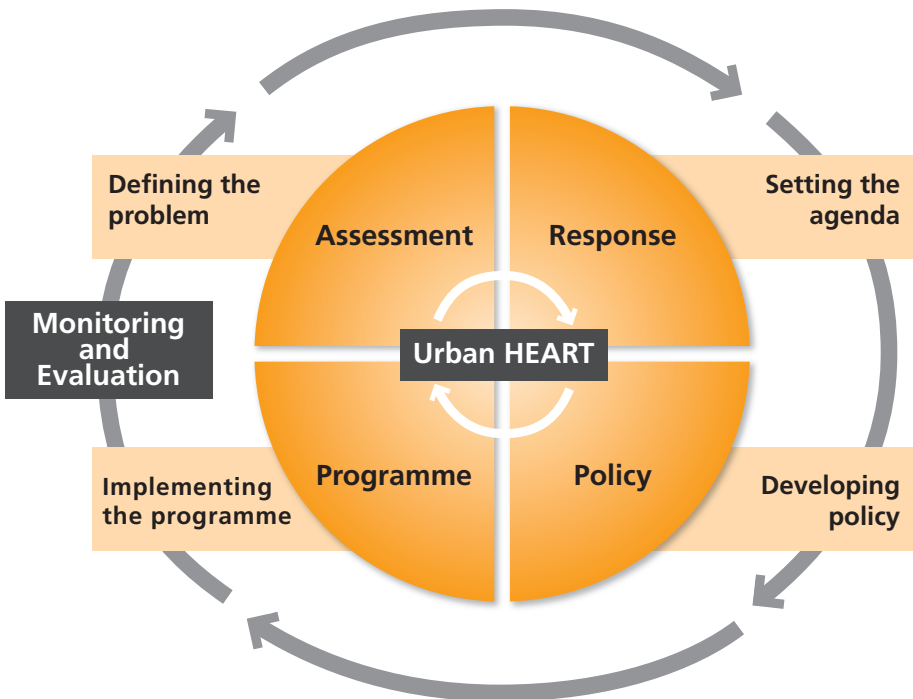 Defining the
problem
Setting the
agenda
Assessment
Response
Monitoring
and
Evaluation
Urban HEART
Programme
Policy
Implementing
the programme
Developing
policy